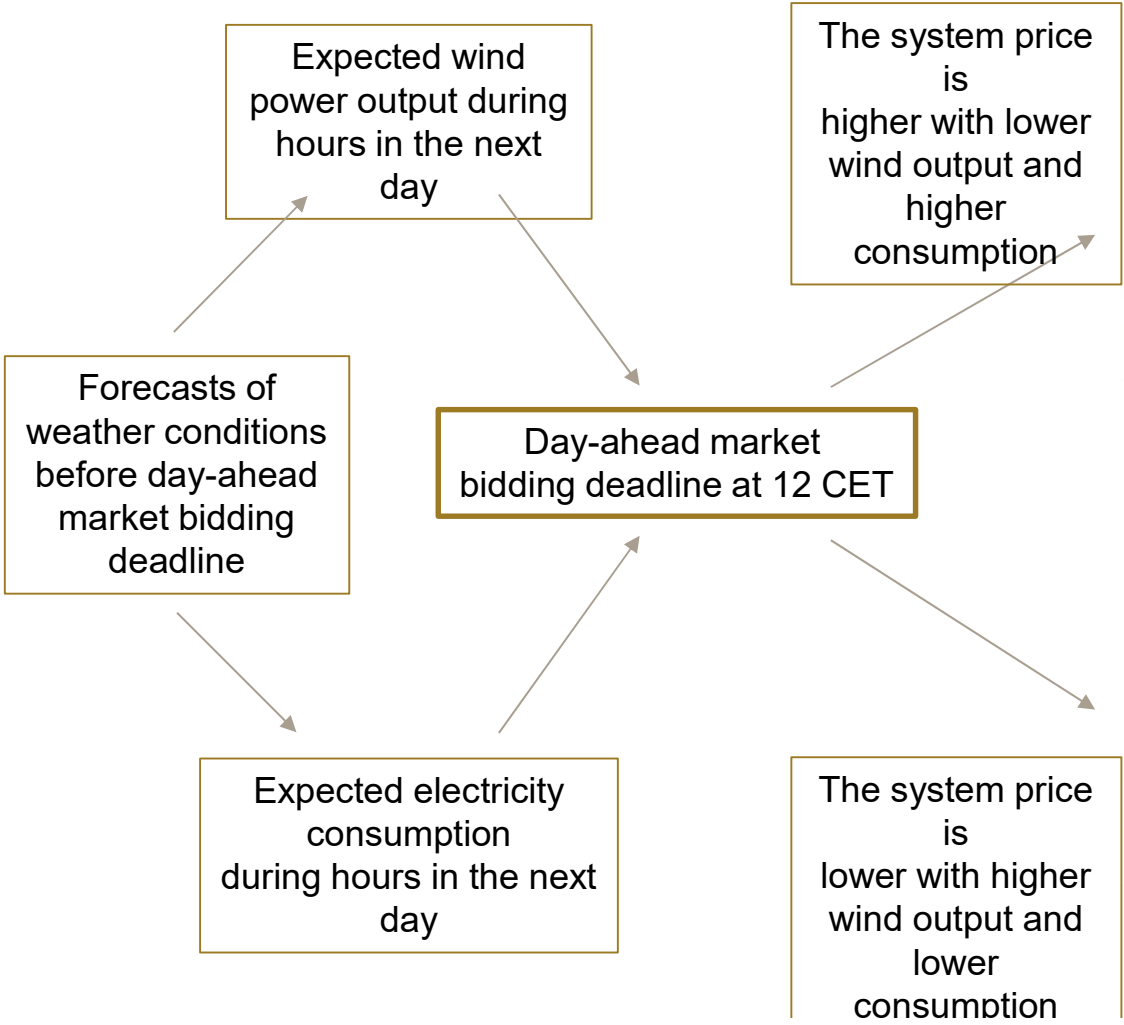 Expected wind
power output during
hours in the next
day
The system price
is
higher with lower
wind output and
higher
consumption
Forecasts of
weather conditions
before day-ahead
market bidding
deadline
Day-ahead market
bidding deadline at 12 CET
Expected electricity
consumption
during hours in the next
day
The system price
is
lower with higher
wind output and
lower
consumption